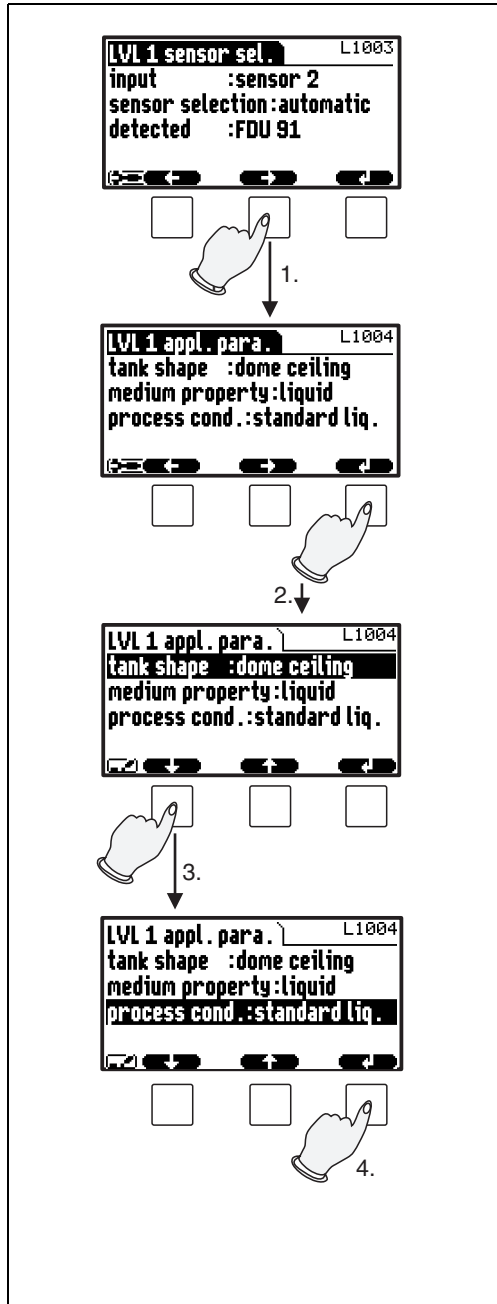 LVL 1 sensor sel. L1003
input :sensor 2
sensor selection:automatic
detected :FDU 91
1.
LVL 1 appl. para. L1004
tank shape :dome ceiling
medium property:liquid
process cond.:standard liq.
2.
LVL 1 appl. para. L1004
tank shape :dome ceiling
medium property:liquid
process cond.:standard liq.
3.
LVL 1 appl. para. L1004
tank shape :dome ceiling
medium property:liquid
process cond.:standard liq.
4.